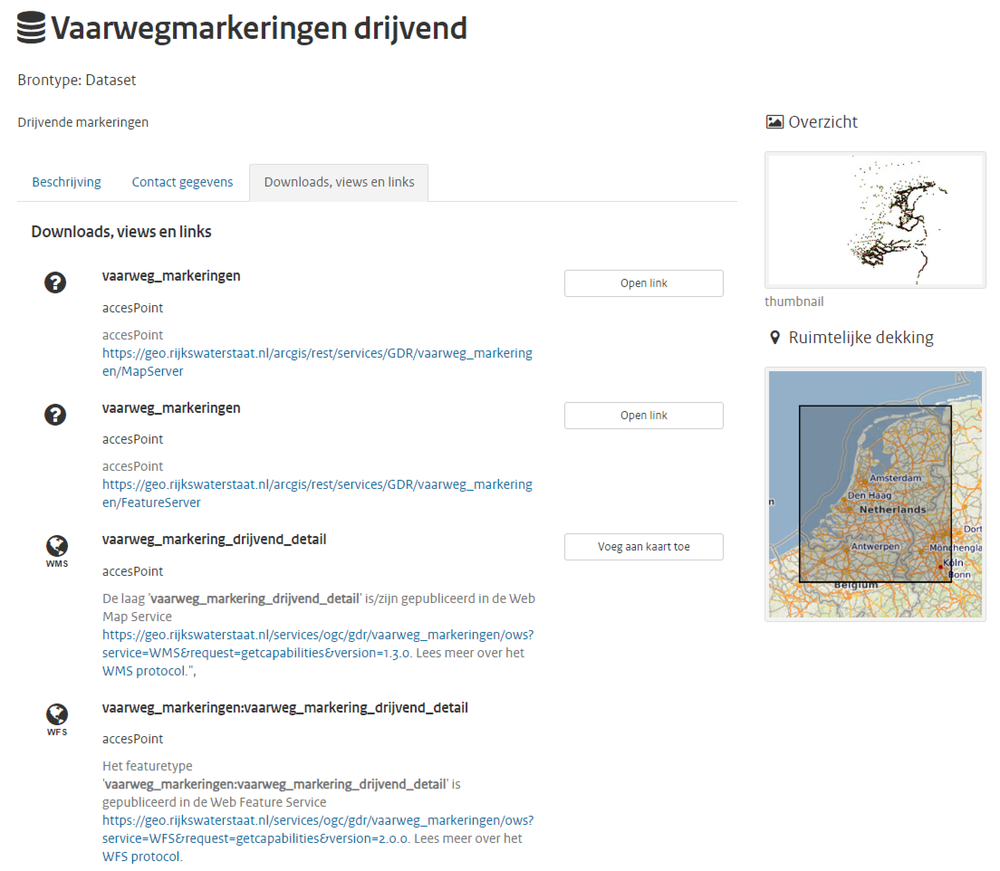 Vaarwegmarkeringen drijvend
Brontype: Dataset
Drijvende markeringen
Beschrijving
Contact gegevens
Downloads, views en links
Downloads, views en links
vaarweg_markeringen
Open link
accesPoint
accesPoint
https://geo.rijkswaterstaat.nl/arcgis/rest/services/GDR/vaarweg_markering
en/MapServer
vaarweg_markeringen
Open link
accesPoint
accesPoint
https://geo.rijkswaterstaat.nl/arcgis/rest/services/GDR/vaarweg_markering
en/FeatureServer
WMS
vaarweg_markering_drijvend_detail
Voeg aan kaart toe
accesPoint
De laag 'vaarweg_markering_drijvend_detail' is/zijn gepubliceerd in de Web
Map Service
https://geo.rijkswaterstaat.nl/services/ogc/gdr/vaarweg_markeringen/ows?
service=WMS&request=getcapabilities&version=1.3.0. Lees meer over het
WMS protocol.",
WFS
vaarweg_markeringen:vaarweg_markering_drijvend_detail
accesPoint
Het featuretype
'vaarweg_markeringen:vaarweg_markering_drijvend_detail' is
gepubliceerd in de Web Feature Service
https://geo.rijkswaterstaat.nl/services/ogc/gdr/vaarweg_markeringen/ows?
service=WFS&request=getcapabilities&version=2.0.0. Lees meer over het
WFS protocol.
Overzicht
thumbnail
Ruimtelijke dekking
Amsterdam
Den Haag
n
Netherlands
Dort
Antwerpen
Mönchengla
Köln
Bonn
Belgium